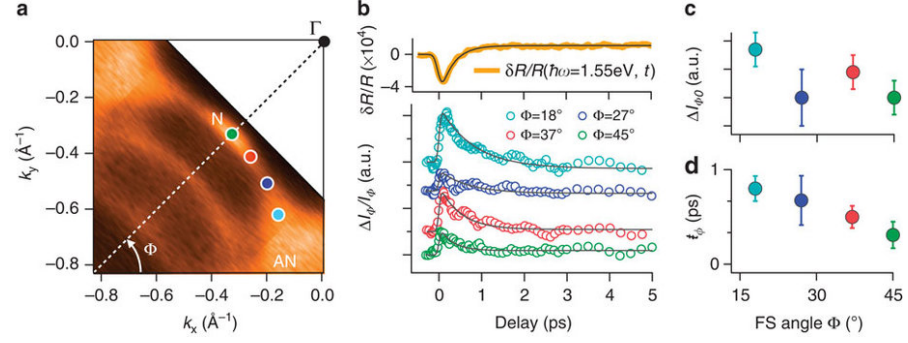 a
Γ
0.0
−0.2
−0.4
−0.6
−0.8
k_y (Å⁻¹)
N
Φ
AN
−0.8 −0.6 −0.4 −0.2 0.0
k_x (Å⁻¹)
b
δR/R (×10⁴)
0
−4
δR/R(ħω=1.55eV, t)
ΔI_Φ/I_Φ (a.u.)
Φ=18° Φ=27°
Φ=37° Φ=45°
0 1 2 3 4 5
Delay (ps)
c
ΔI_Φ0 (a.u.)
d
1
0
ŧ_ϕ (ps)
15 30 45
FS angle Φ (°)